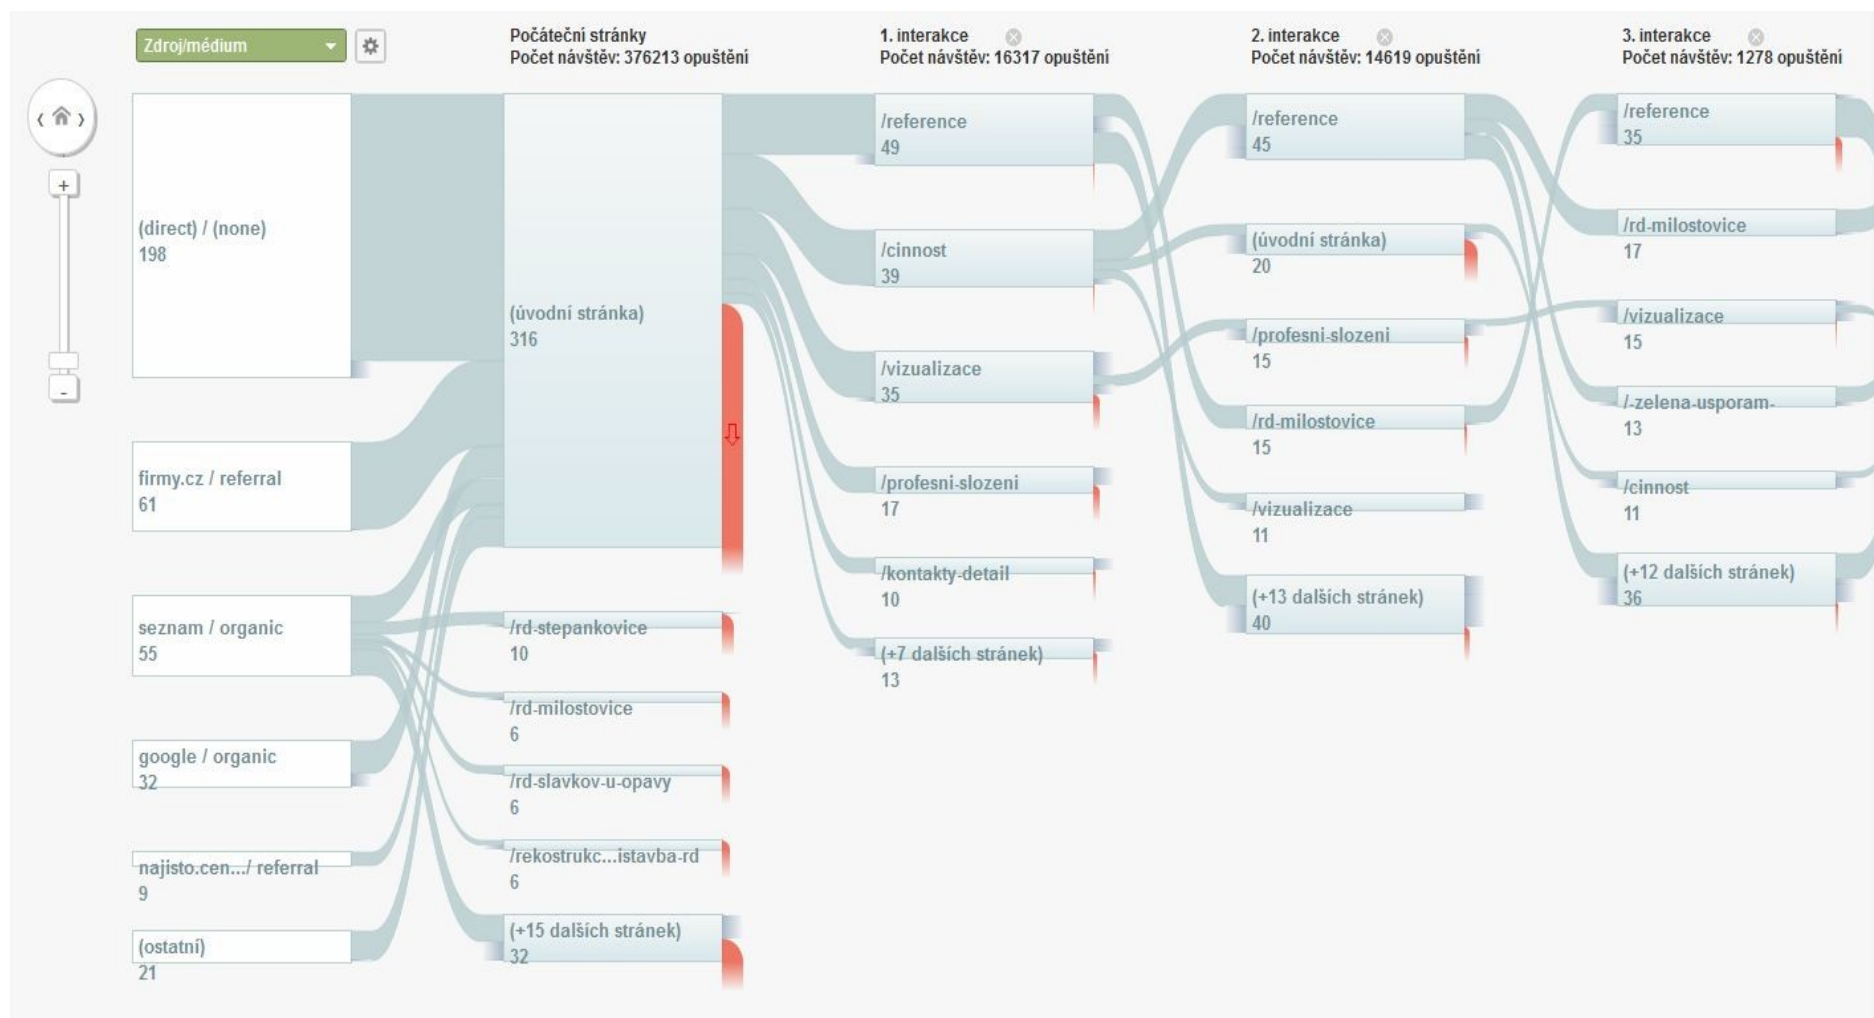 Zdroj/médium
Počáteční stránky
Počet návštěv: 376213 opuštění
1. interakce
Počet návštěv: 16317 opuštění
2. interakce
Počet návštěv: 14619 opuštění
3. interakce
Počet návštěv: 1278 opuštění
+
-
(direct) / (none)
198
firmy.cz / referral
61
seznam / organic
55
google / organic
32
najisto.cen.../ referral
9
(ostatní)
21
(úvodní stránka)
316
/rd-stepankovice
10
/rd-milostovice
6
/rd-slavkov-u-opavy
6
/rekostrukc...istavba-rd
6
(+15 dalších stránek)
32
/reference
49
/cinnost
39
/vizualizace
35
/profesni-slozeni
17
/kontakty-detail
10
(+7 dalších stránek)
13
/reference
45
(úvodní stránka)
20
/profesni-slozeni
15
/rd-milostovice
15
/vizualizace
11
(+13 dalších stránek)
40
/reference
35
/rd-milostovice
17
/vizualizace
15
/-zelena-usporam-
13
/cinnost
11
(+12 dalších stránek)
36